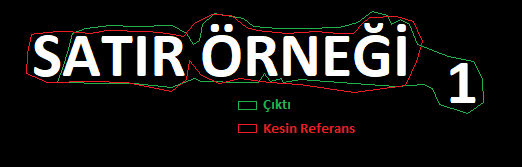 SATIR ÖRNEĞİ 1
Çıktı
Kesin Referans